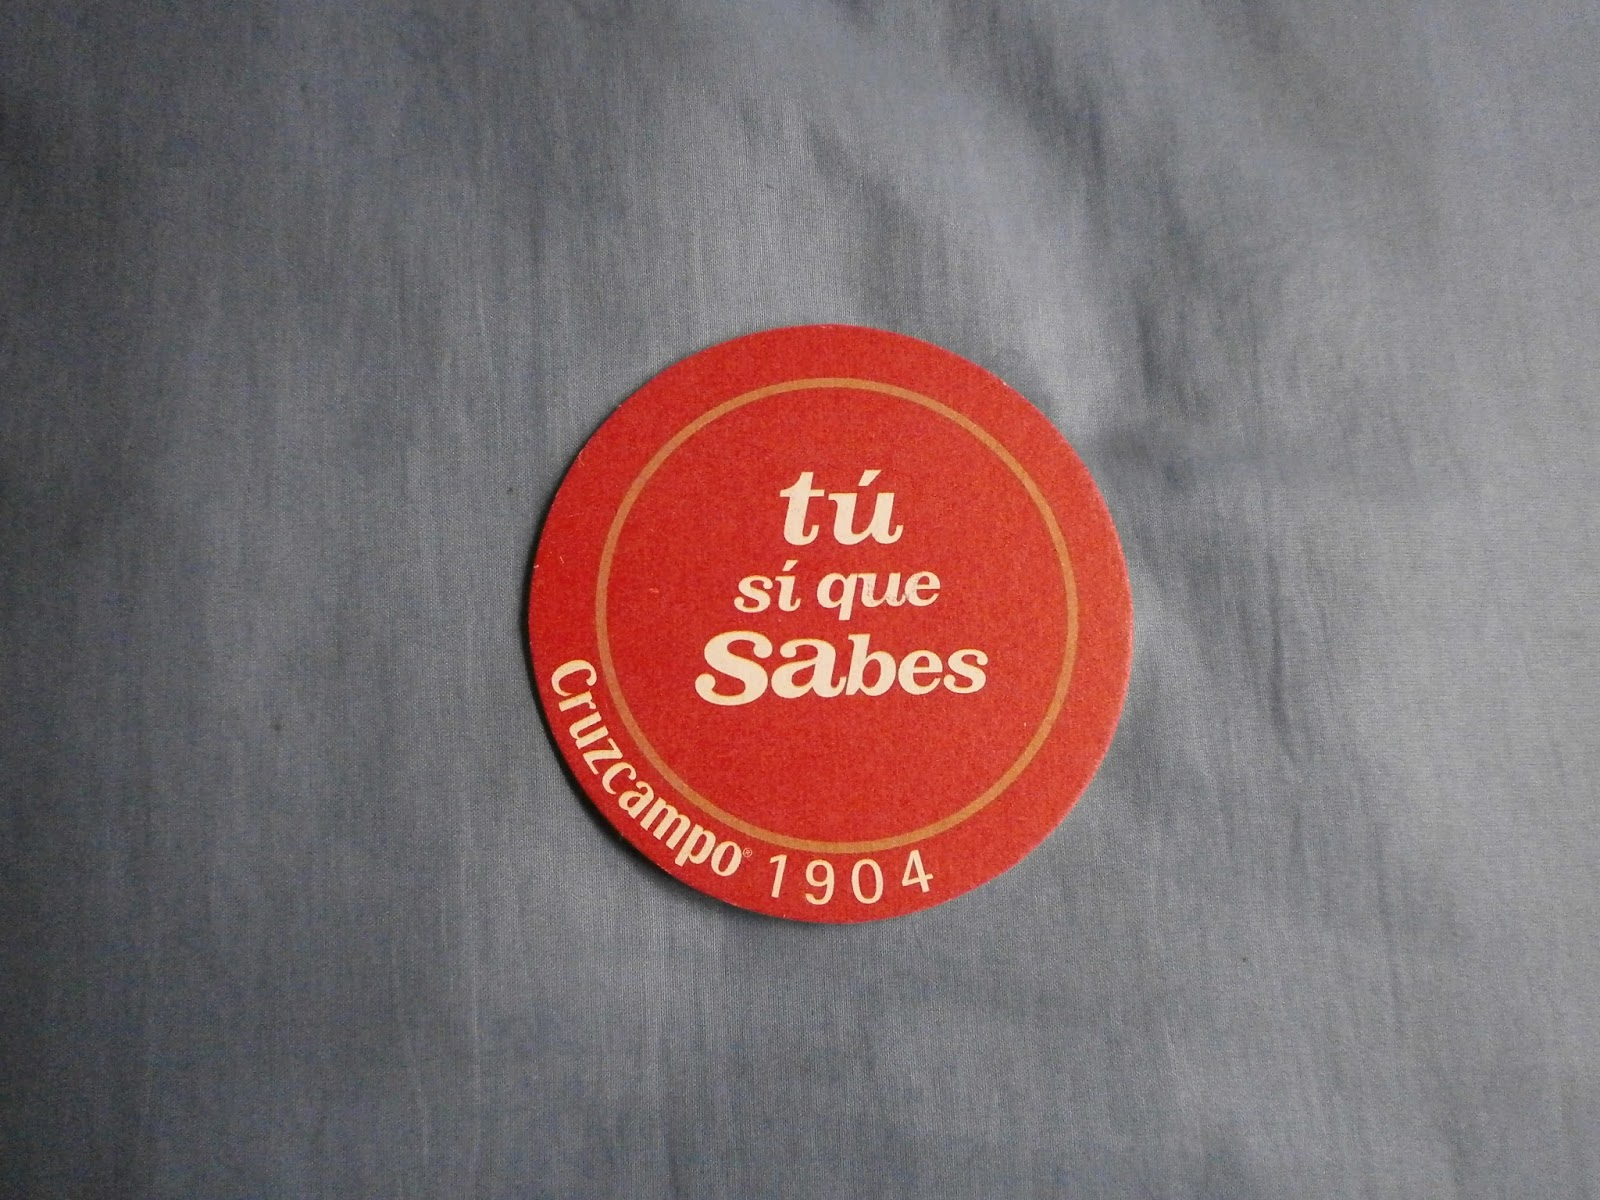 tú
sí que
sabes
Cruzcampo® 1904